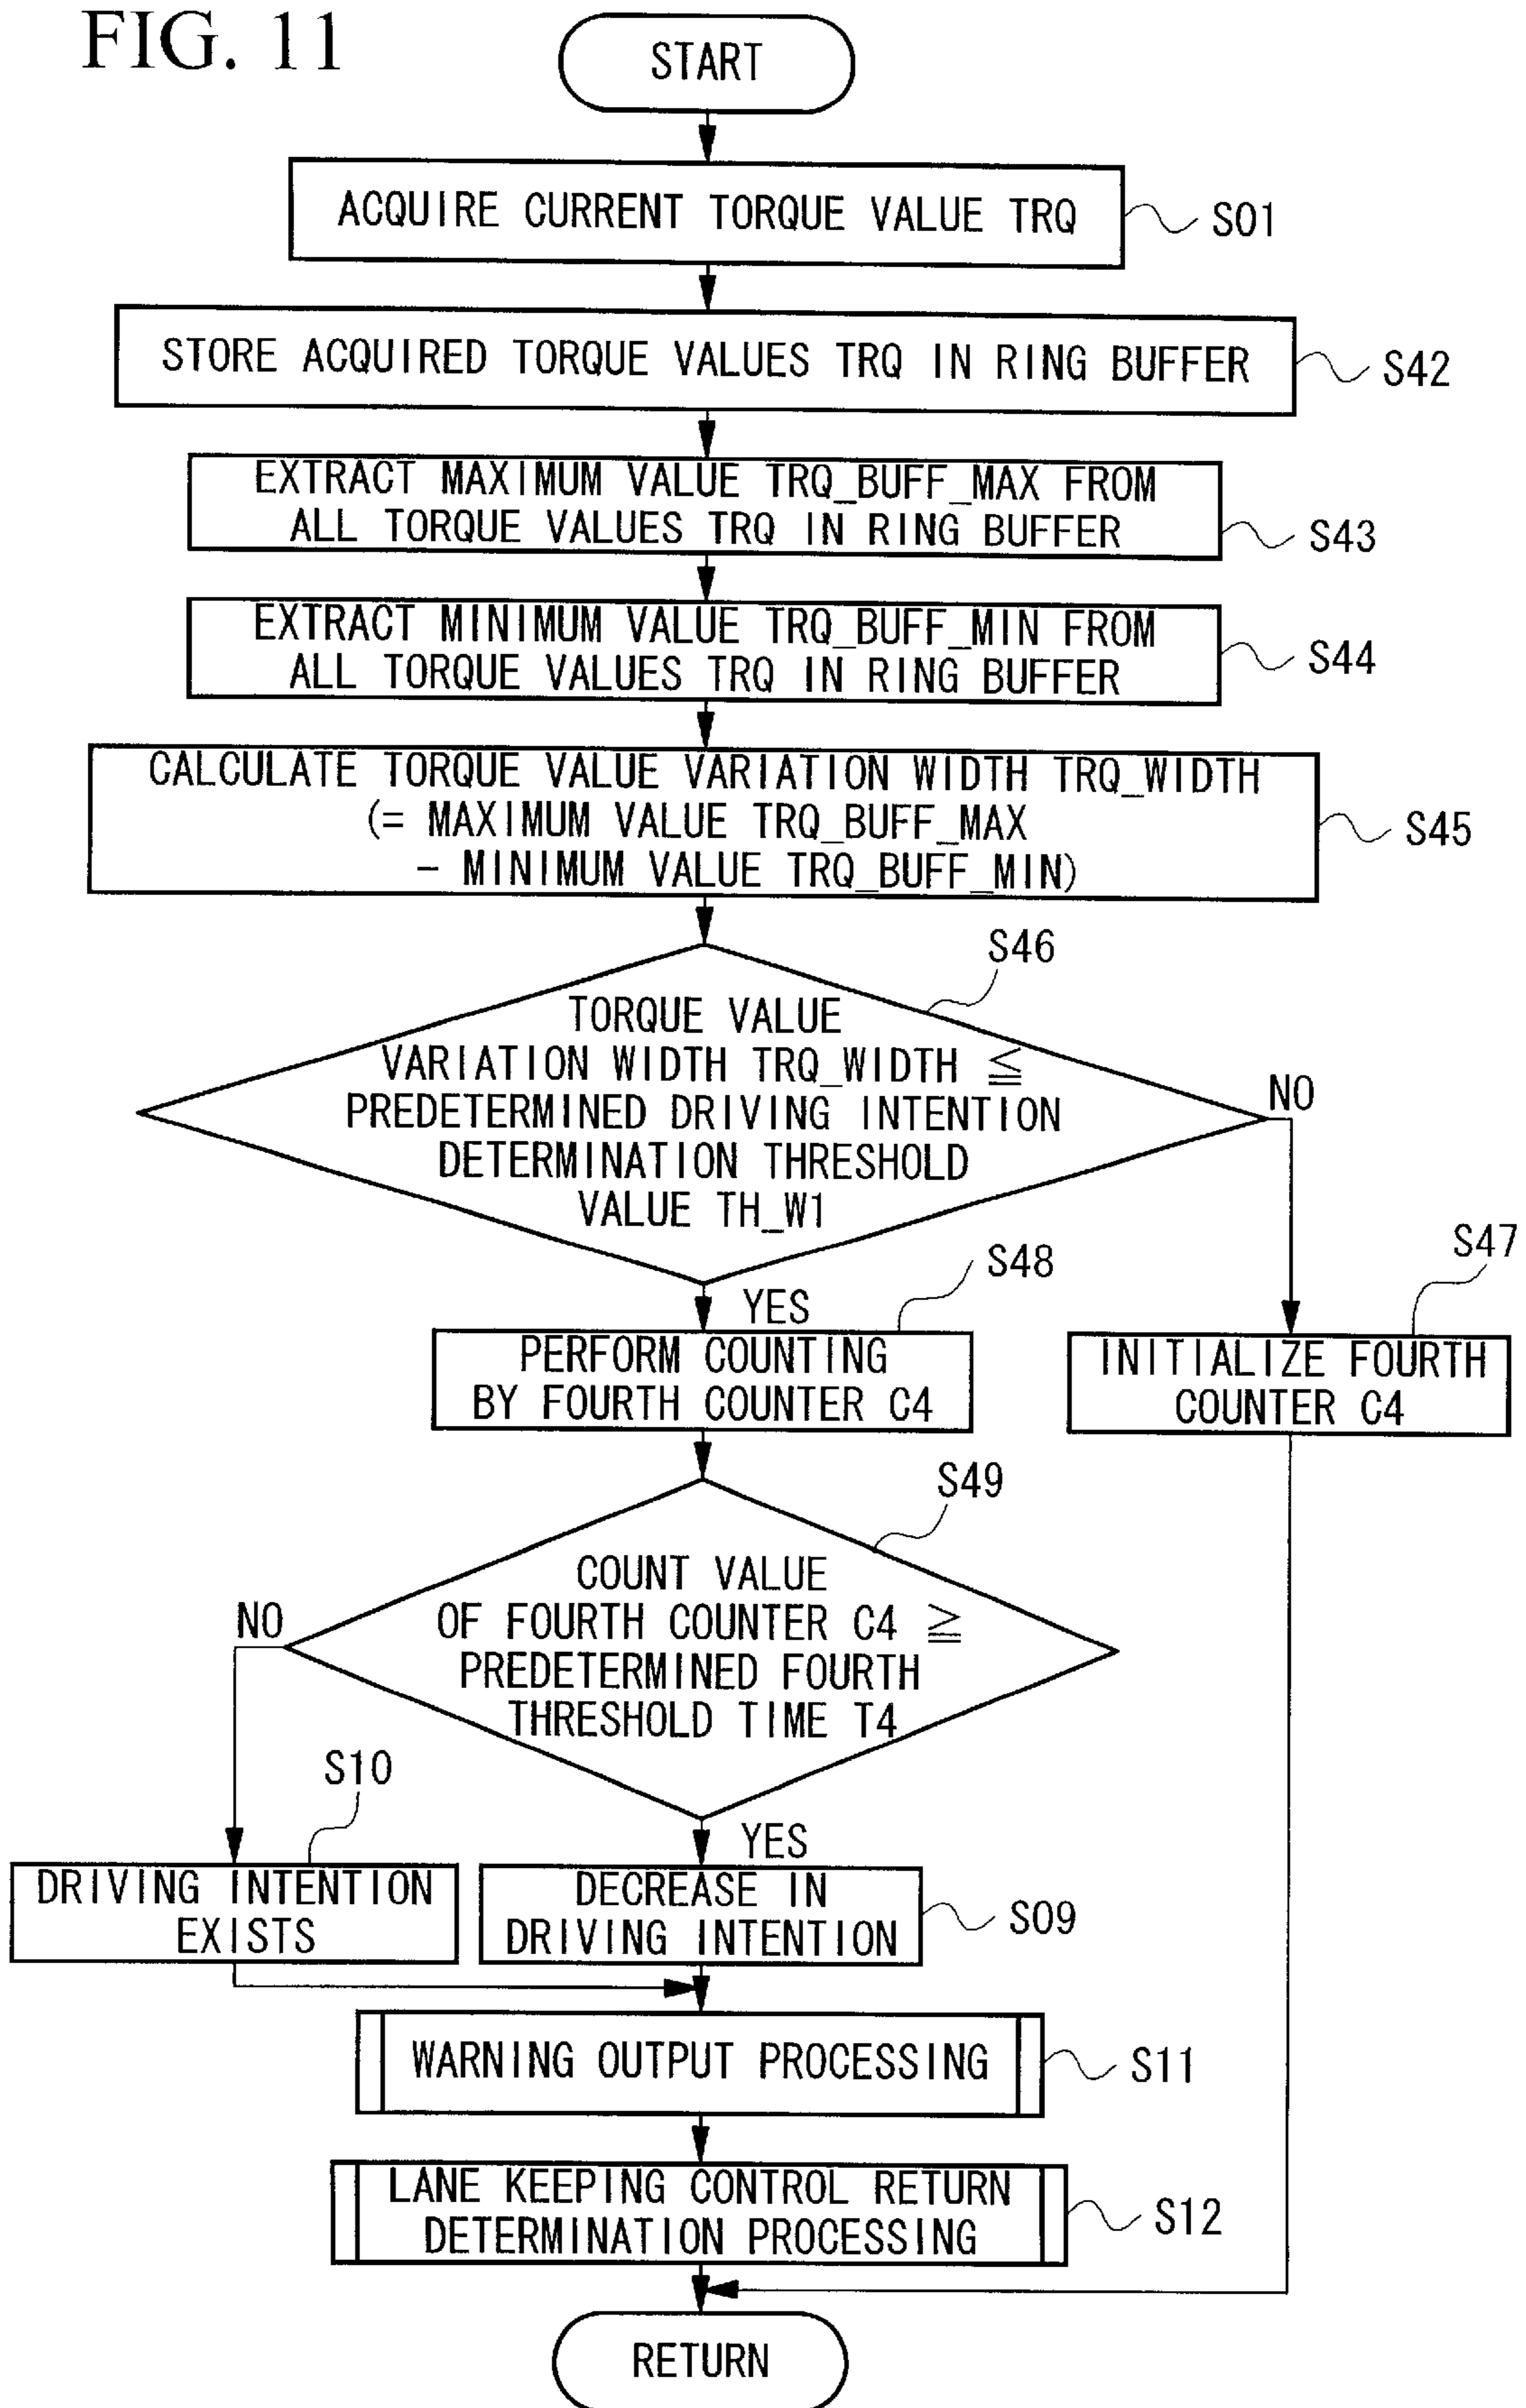 FIG. 11
START
ACQUIRE CURRENT TORQUE VALUE TRQ
S01
STORE ACQUIRED TORQUE VALUES TRQ IN RING BUFFER
S42
EXTRACT MAXIMUM VALUE TRQ_BUFF_MAX FROM
ALL TORQUE VALUES TRQ IN RING BUFFER
S43
EXTRACT MINIMUM VALUE TRQ_BUFF_MIN FROM
ALL TORQUE VALUES TRQ IN RING BUFFER
S44
CALCULATE TORQUE VALUE VARIATION WIDTH TRQ_WIDTH
(= MAXIMUM VALUE TRQ_BUFF_MAX
- MINIMUM VALUE TRQ_BUFF_MIN)
S45
S46
TORQUE VALUE
VARIATION WIDTH TRQ_WIDTH ≦
PREDETERMINED DRIVING INTENTION
DETERMINATION THRESHOLD
VALUE TH_W1
NO
YES
S48
PERFORM COUNTING
BY FOURTH COUNTER C4
S47
INITIALIZE FOURTH
COUNTER C4
S49
COUNT VALUE
OF FOURTH COUNTER C4 ≧
PREDETERMINED FOURTH
THRESHOLD TIME T4
NO
YES
S10
DRIVING INTENTION
EXISTS
DECREASE IN
DRIVING INTENTION
S09
WARNING OUTPUT PROCESSING
S11
LANE KEEPING CONTROL RETURN
DETERMINATION PROCESSING
S12
RETURN